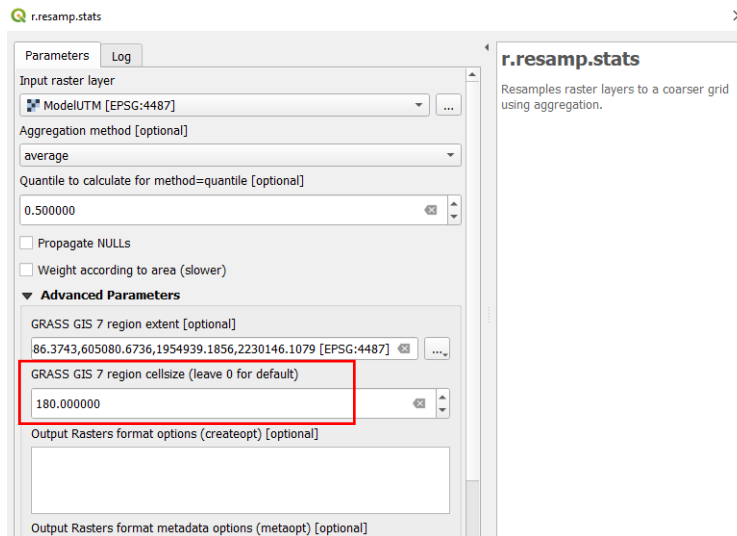 r.resamp.stats
Parameters
Log
Input raster layer
ModelUTM [EPSG:4487]
...
Aggregation method [optional]
average
Quantile to calculate for method=quantile [optional]
0.500000
Propagate NULLs
Weight according to area (slower)
Advanced Parameters
GRASS GIS 7 region extent [optional]
86.3743,605080.6736,1954939.1856,2230146.1079 [EPSG:4487]
...
GRASS GIS 7 region cellsize (leave 0 for default)
180.000000
Output Rasters format options (createopt) [optional]
Output Rasters format metadata options (metaopt) [optional]
r.resamp.stats
Resamples raster layers to a coarser grid
using aggregation.